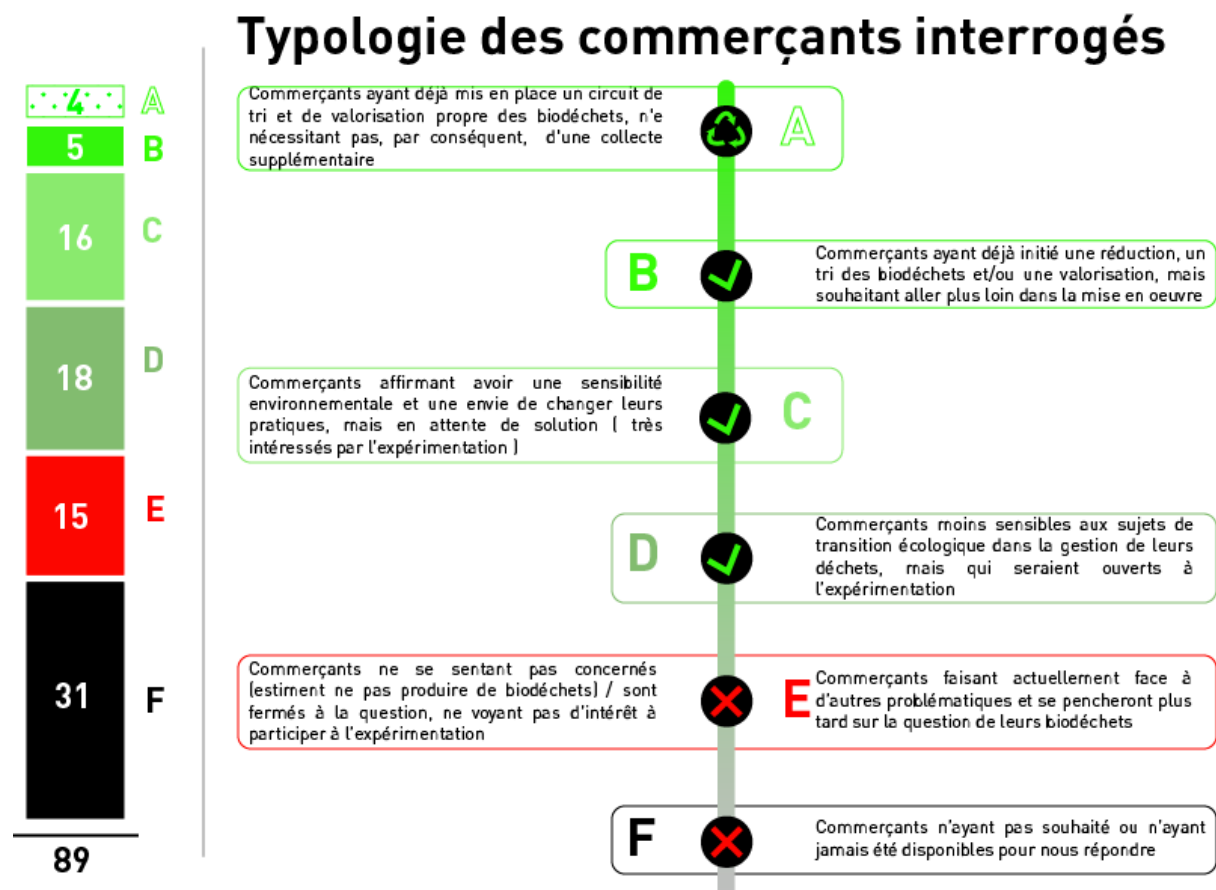 Typologie des commerçants interrogés
4 A
5 B
16 C
18 D
15 E
31 F
89
Commerçants ayant déjà mis en place un circuit de
tri et de valorisation propre des biodéchets, n'e
nécessitant pas, par conséquent, d'une collecte
supplémentaire
A
B
Commerçants ayant déjà initié une réduction, un
tri des biodéchets et/ou une valorisation, mais
souhaitant aller plus loin dans la mise en oeuvre
Commerçants affirmant avoir une sensibilité
environnementale et une envie de changer leurs
pratiques, mais en attente de solution ( très
intéressés par l'expérimentation )
C
D
Commerçants moins sensibles aux sujets de
transition écologique dans la gestion de leurs
déchets, mais qui seraient ouverts à
l'expérimentation
Commerçants ne se sentant pas concernés
(estiment ne pas produire de biodéchets) / sont
fermés à la question, ne voyant pas d'intérêt à
participer à l'expérimentation
E
Commerçants faisant actuellement face à
d'autres problématiques et se pencheront plus
tard sur la question de leurs biodéchets
F
Commerçants n'ayant pas souhaité ou n'ayant
jamais été disponibles pour nous répondre